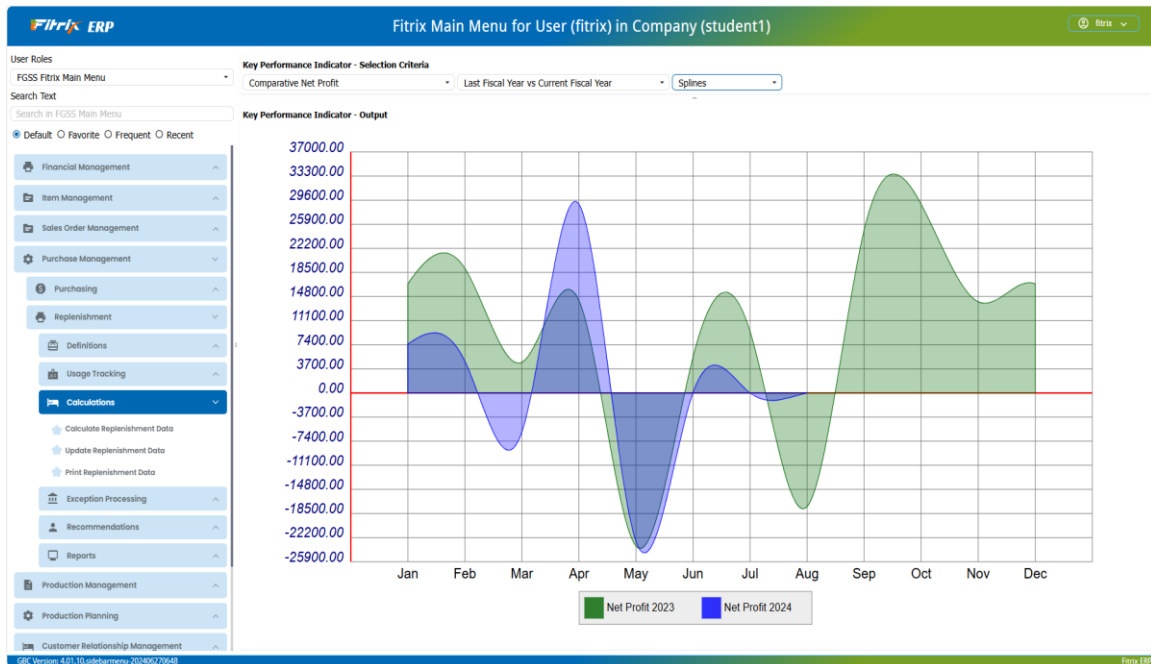 Fitrix ERP
Fitrix Main Menu for User (fitrix) in Company (student1)
fitrix
User Roles
FGSS Fitrix Main Menu
Search Text
Search in FGSS Main Menu
Default
Favorite
Frequent
Recent
Financial Management
Item Management
Sales Order Management
Purchase Management
Purchasing
Replenishment
Definitions
Usage Tracking
Calculations
Calculate Replenishment Data
Update Replenishment Data
Print Replenishment Data
Exception Processing
Recommendations
Reports
Production Management
Production Planning
Customer Relationship Management
Key Performance Indicator - Selection Criteria
Comparative Net Profit
Last Fiscal Year vs Current Fiscal Year
Splines
Key Performance Indicator - Output
37000.00
33300.00
29600.00
25900.00
22200.00
18500.00
14800.00
11100.00
7400.00
3700.00
0.00
-3700.00
-7400.00
-11100.00
-14800.00
-18500.00
-22200.00
-25900.00
Jan Feb Mar Apr May Jun Jul Aug Sep Oct Nov Dec
Net Profit 2023
Net Profit 2024
GBC Version: 4.01.10.sidebarmenu-202406270648
Fitrix ERP